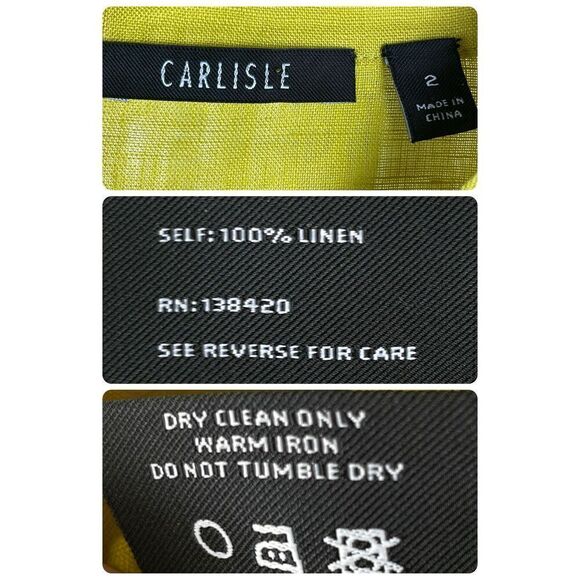 CARLISLE
2
MADE IN
CHINA
SELF: 100% LINEN
RN: 138420
SEE REVERSE FOR CARE
DRY CLEAN ONLY
WARM IRON
DO NOT TUMBLE DRY